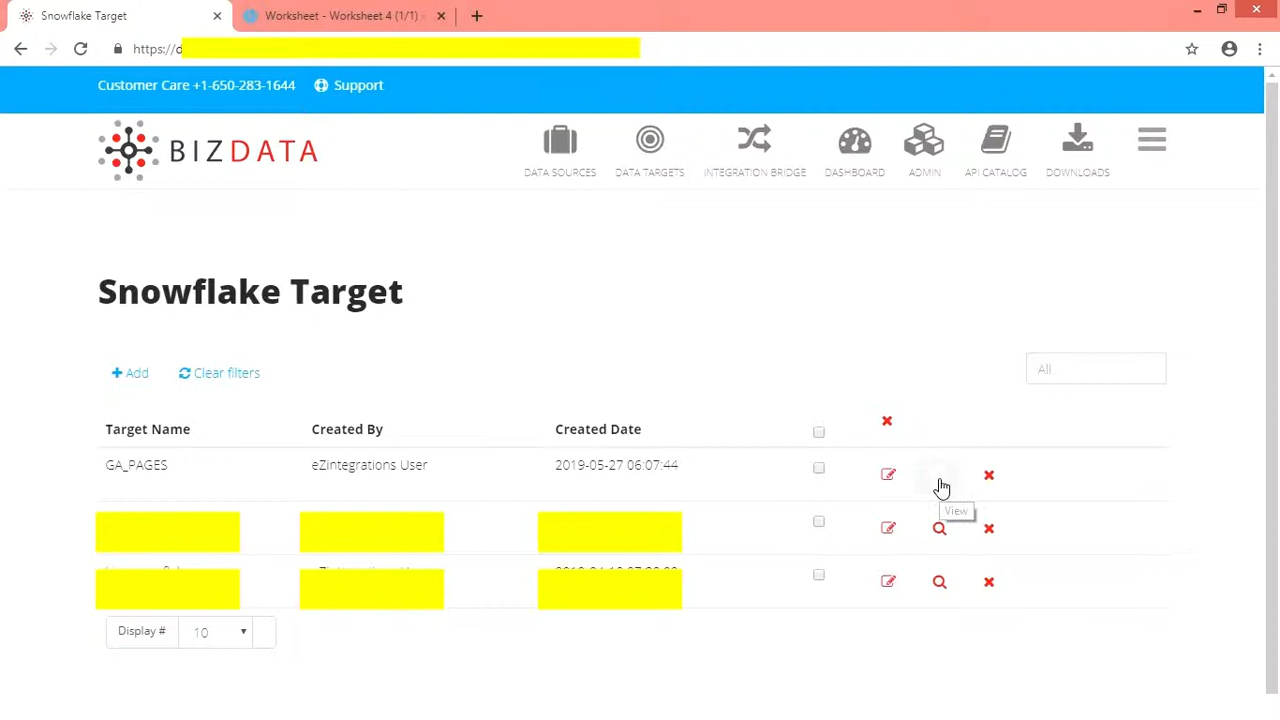 Snowflake Target
Worksheet - Worksheet 4 (1/1)
https://d
Customer Care +1-650-283-1644 Support
BIZDATA
DATA SOURCES DATA TARGETS INTEGRATION BRIDGE DASHBOARD ADMIN API CATALOG DOWNLOADS
Snowflake Target
Add Clear filters All
Target Name Created By Created Date
GA_PAGES eZintegrations User 2019-05-27 06:07:44
View
Display # 10